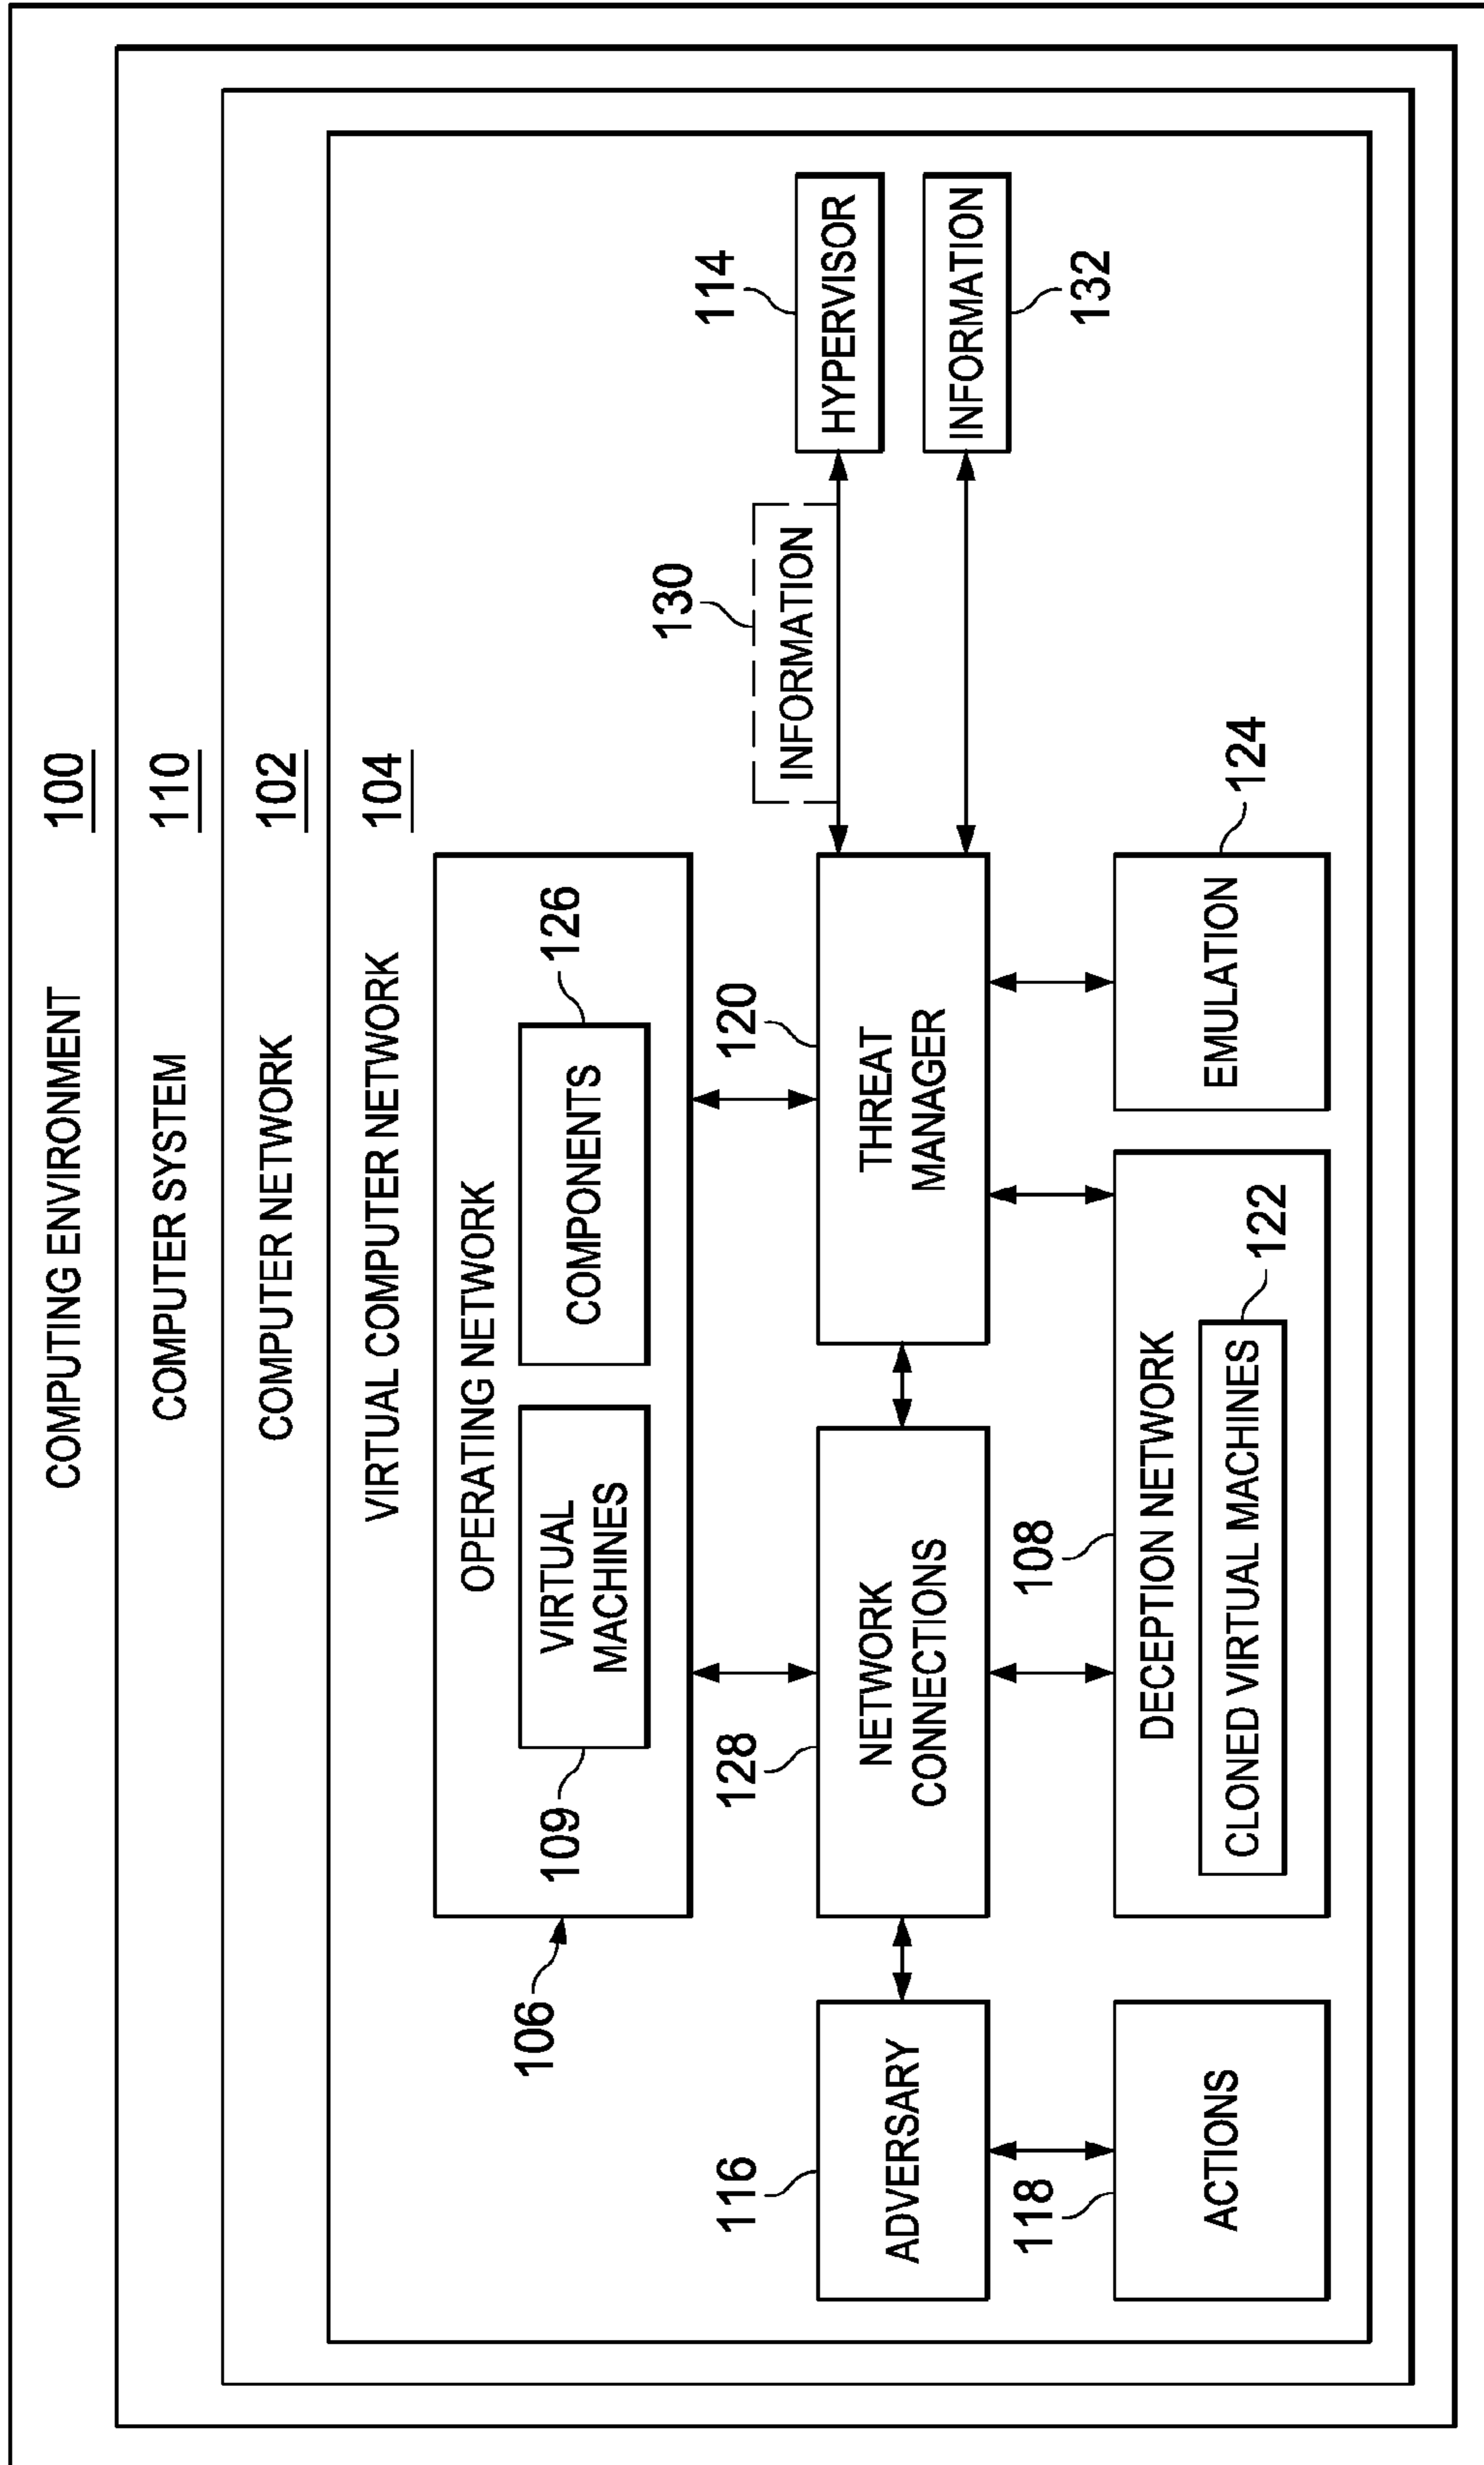 COMPUTING ENVIRONMENT 100
COMPUTER SYSTEM 110
COMPUTER NETWORK 102
VIRTUAL COMPUTER NETWORK 104
OPERATING NETWORK
106
109
VIRTUAL
MACHINES
COMPONENTS
126
130
INFORMATION
114
HYPERVISOR
INFORMATION
132
116
ADVERSARY
128
NETWORK
CONNECTIONS
120
THREAT
MANAGER
118
ACTIONS
108
DECEPTION NETWORK
CLONED VIRTUAL MACHINES
122
EMULATION
124